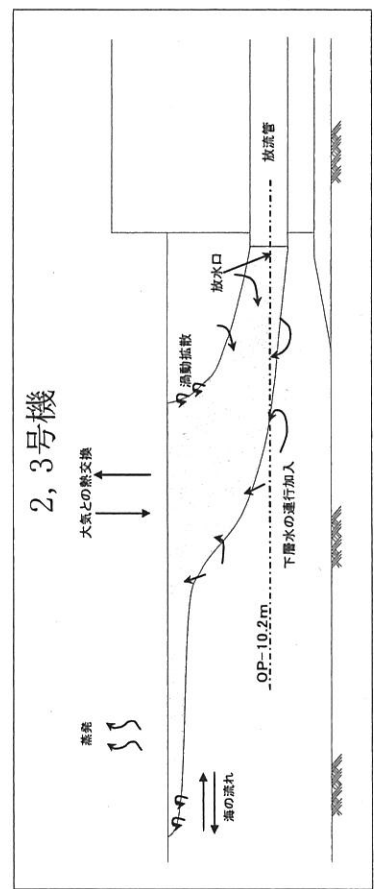 2, 3号機
蒸発
大気との熱交換
渦動拡散
放水口
放流管
海の流れ
OP-10.2m
下層水の連行加入